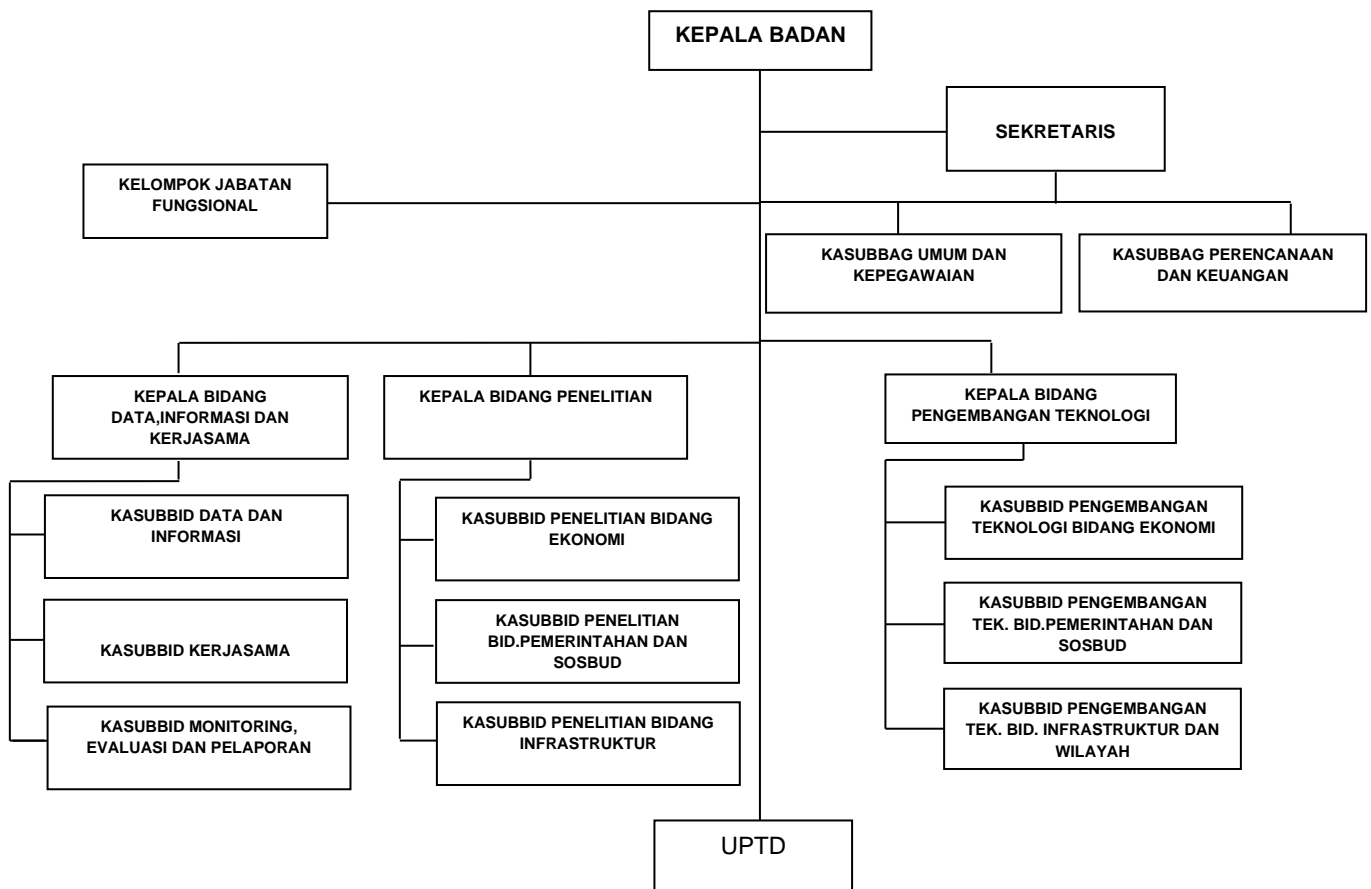 KEPALA BADAN
SEKRETARIS
KELOMPOK JABATAN
FUNGSIONAL
KASUBBAG UMUM DAN
KEPEGAWAIAN
KASUBBAG PERENCANAAN
DAN KEUANGAN
KEPALA BIDANG
DATA,INFORMASI DAN
KERJASAMA
KEPALA BIDANG PENELITIAN
KEPALA BIDANG
PENGEMBANGAN TEKNOLOGI
KASUBBID DATA DAN
INFORMASI
KASUBBID KERJASAMA
KASUBBID MONITORING,
EVALUASI DAN PELAPORAN
KASUBBID PENELITIAN BIDANG
EKONOMI
KASUBBID PENELITIAN
BID.PEMERINTAHAN DAN
SOSBUD
KASUBBID PENELITIAN BIDANG
INFRASTRUKTUR
KASUBBID PENGEMBANGAN
TEKNOLOGI BIDANG EKONOMI
KASUBBID PENGEMBANGAN
TEK. BID.PEMERINTAHAN DAN
SOSBUD
KASUBBID PENGEMBANGAN
TEK. BID. INFRASTRUKTUR DAN
WILAYAH
UPTD